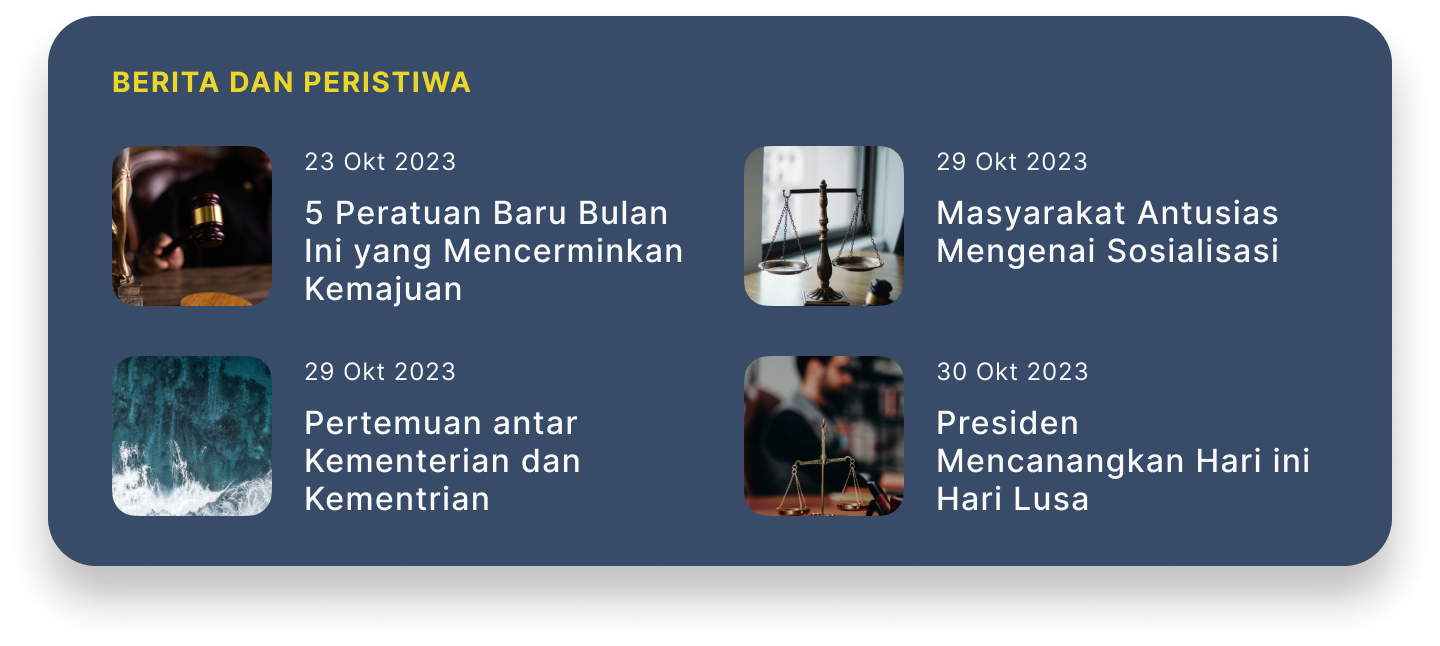 BERITA DAN PERISTIWA
23 Okt 2023
5 Peratuan Baru Bulan
Ini yang Mencerminkan
Kemajuan
29 Okt 2023
Masyarakat Antusias
Mengenai Sosialisasi
29 Okt 2023
Pertemuan antar
Kementerian dan
Kementrian
30 Okt 2023
Presiden
Mencanangkan Hari ini
Hari Lusa